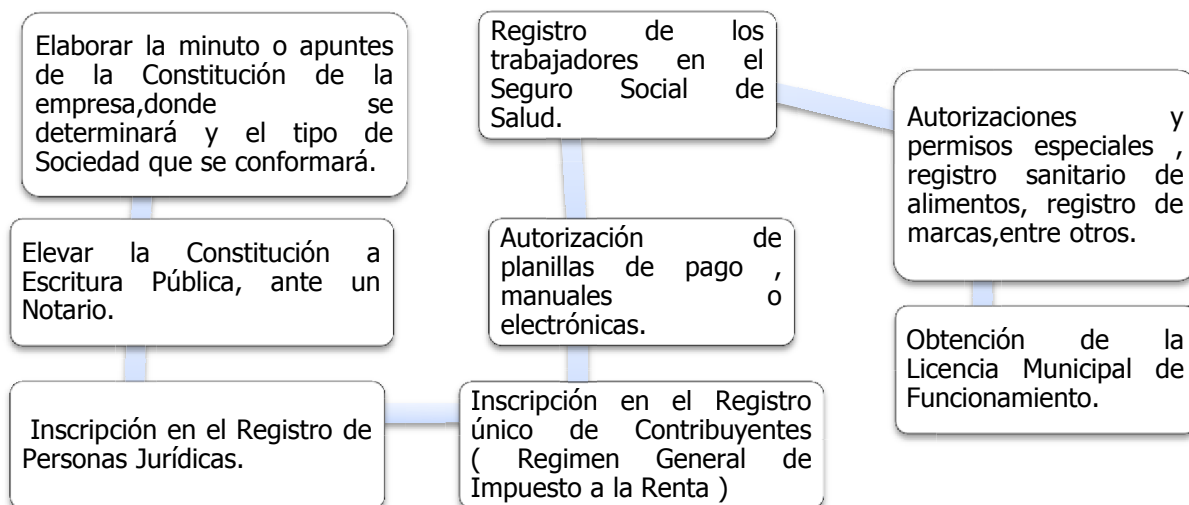 Elaborar la minuto o apuntes
de la Constitución de la
empresa,donde se
determinará y el tipo de
Sociedad que se conformará.
Elevar la Constitución a
Escritura Pública, ante un
Notario.
Inscripción en el Registro de
Personas Jurídicas.
Inscripción en el Registro
único de Contribuyentes
( Regimen General de
Impuesto a la Renta )
Autorización de
planillas de pago ,
manuales o
electrónicas.
Registro de los
trabajadores en el
Seguro Social de
Salud.
Autorizaciones y
permisos especiales ,
registro sanitario de
alimentos, registro de
marcas,entre otros.
Obtención de la
Licencia Municipal de
Funcionamiento.